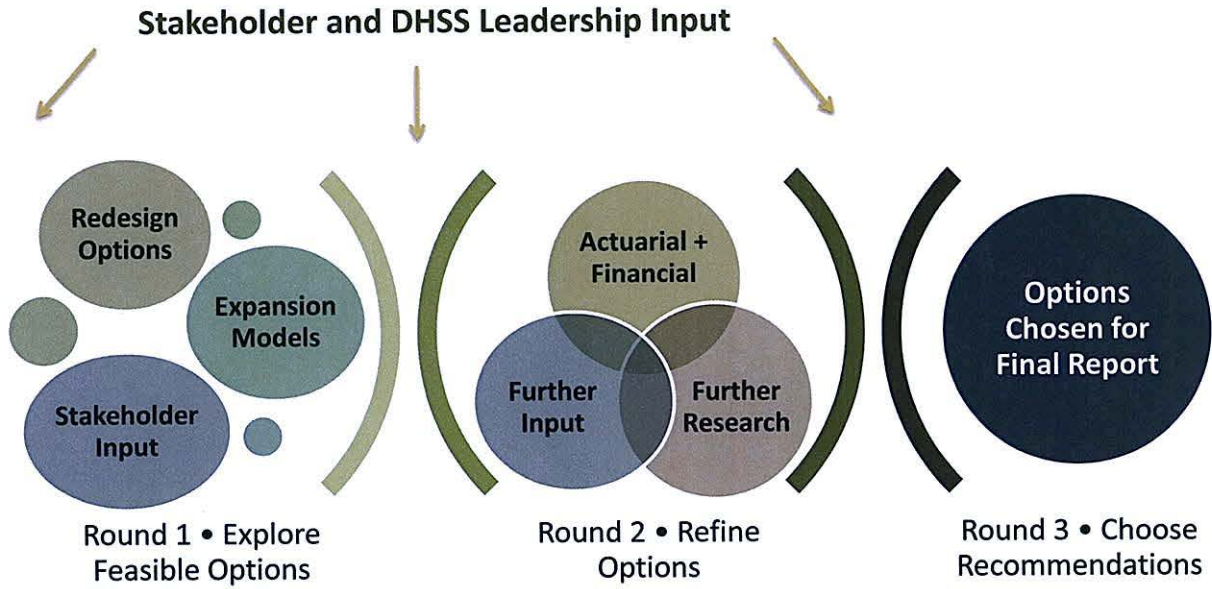 Stakeholder and DHSS Leadership Input
Redesign
Options
Expansion
Models
Stakeholder
Input
Round 1 • Explore
Feasible Options
Actuarial +
Financial
Further
Input
Further
Research
Round 2 • Refine
Options
Options
Chosen for
Final Report
Round 3 • Choose
Recommendations